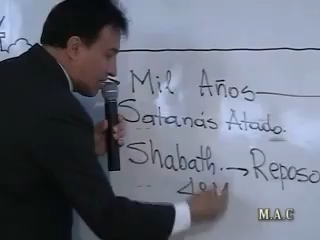 Mil Años
Satanás Atado.
Shabath. → Reposo
M.A.C